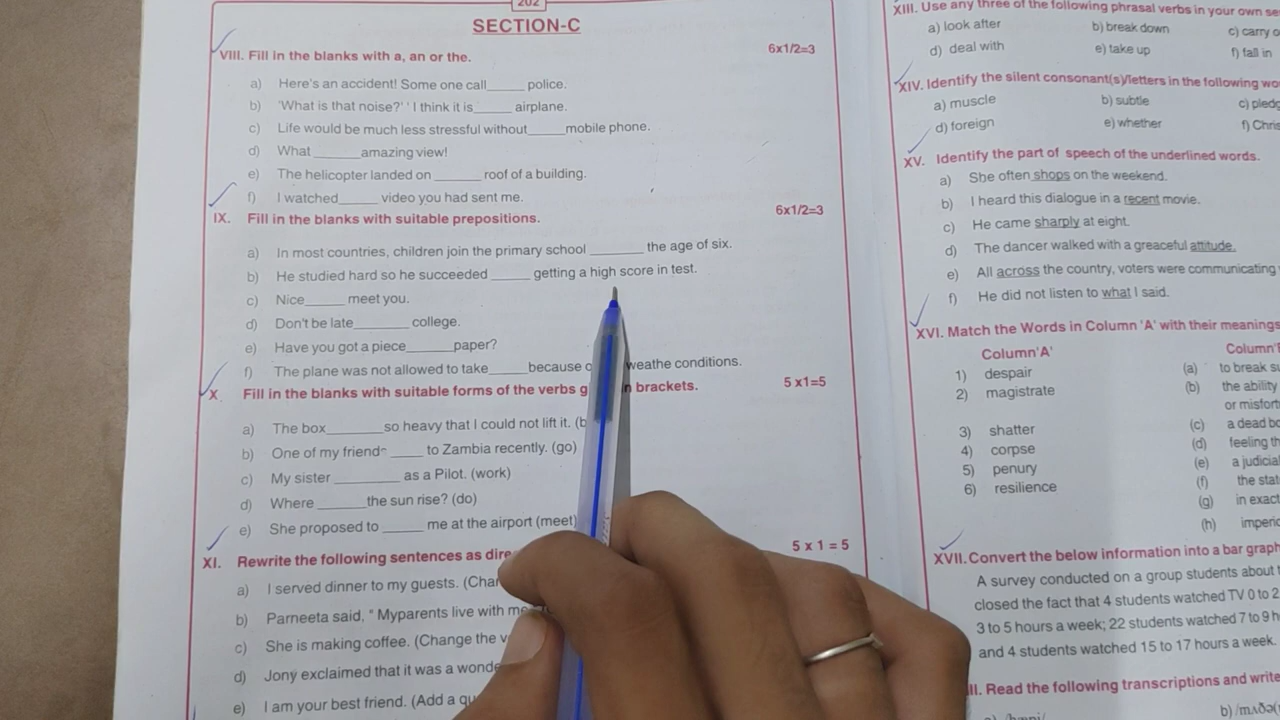 202
SECTION-C
VIII. Fill in the blanks with a, an or the. 6x1/2=3
a) Here's an accident! Some one call_____ police.
b) 'What is that noise?' ' I think it is_____ airplane.
c) Life would be much less stressful without_____mobile phone.
d) What ______amazing view!
e) The helicopter landed on ______ roof of a building.
f) I watched_____ video you had sent me.
IX. Fill in the blanks with suitable prepositions. 6x1/2=3
a) In most countries, children join the primary school _______ the age of six.
b) He studied hard so he succeeded _____ getting a high score in test.
c) Nice_____ meet you.
d) Don't be late_______ college.
e) Have you got a piece______paper?
f) The plane was not allowed to take_____because weathe conditions.
X. Fill in the blanks with suitable forms of the verbs brackets. 5 x1=5
a) The box_______so heavy that I could not lift it.
b) One of my friend ____ to Zambia recently. (go)
c) My sister ________ as a Pilot. (work)
d) Where ______the sun rise? (do)
e) She proposed to _____ me at the airport (meet)
XI. Rewrite the following sentences as 5 x 1 = 5
a) I served dinner to my guests.
b) Parneeta said, " Myparents live with
c) She is making coffee. (Change the
d) Jony exclaimed that it was a
e) I am your best friend. (Add a
XIII. Use any three of the following phrasal verbs in your own
a) look after b) break down c) carry
d) deal with e) take up f) fall in
XIV. Identify the silent consonant(s)/letters in the following
a) muscle b) subtle c)
d) foreign e) whether f)
XV. Identify the part of speech of the underlined words.
a) She often shops on the weekend.
b) I heard this dialogue in a recent movie.
c) He came sharply at eight.
d) The dancer walked with a greaceful attitude.
e) All across the country, voters were communicating
f) He did not listen to what I said.
XVI. Match the Words in Column 'A' with their meanings
Column'A'
1) despair (a) to break
2) magistrate (b) the ability
or
3) shatter (c) a dead
4) corpse (d) feeling
5) penury (e) a
6) resilience (f) the
(g) in
(h)
XVII. Convert the below information into a bar graph
A survey conducted on a group students about
closed the fact that 4 students watched TV 0 to 2
3 to 5 hours a week; 22 students watched 7 to 9
and 4 students watched 15 to 17 hours a week.
II. Read the following transcriptions and write
b)